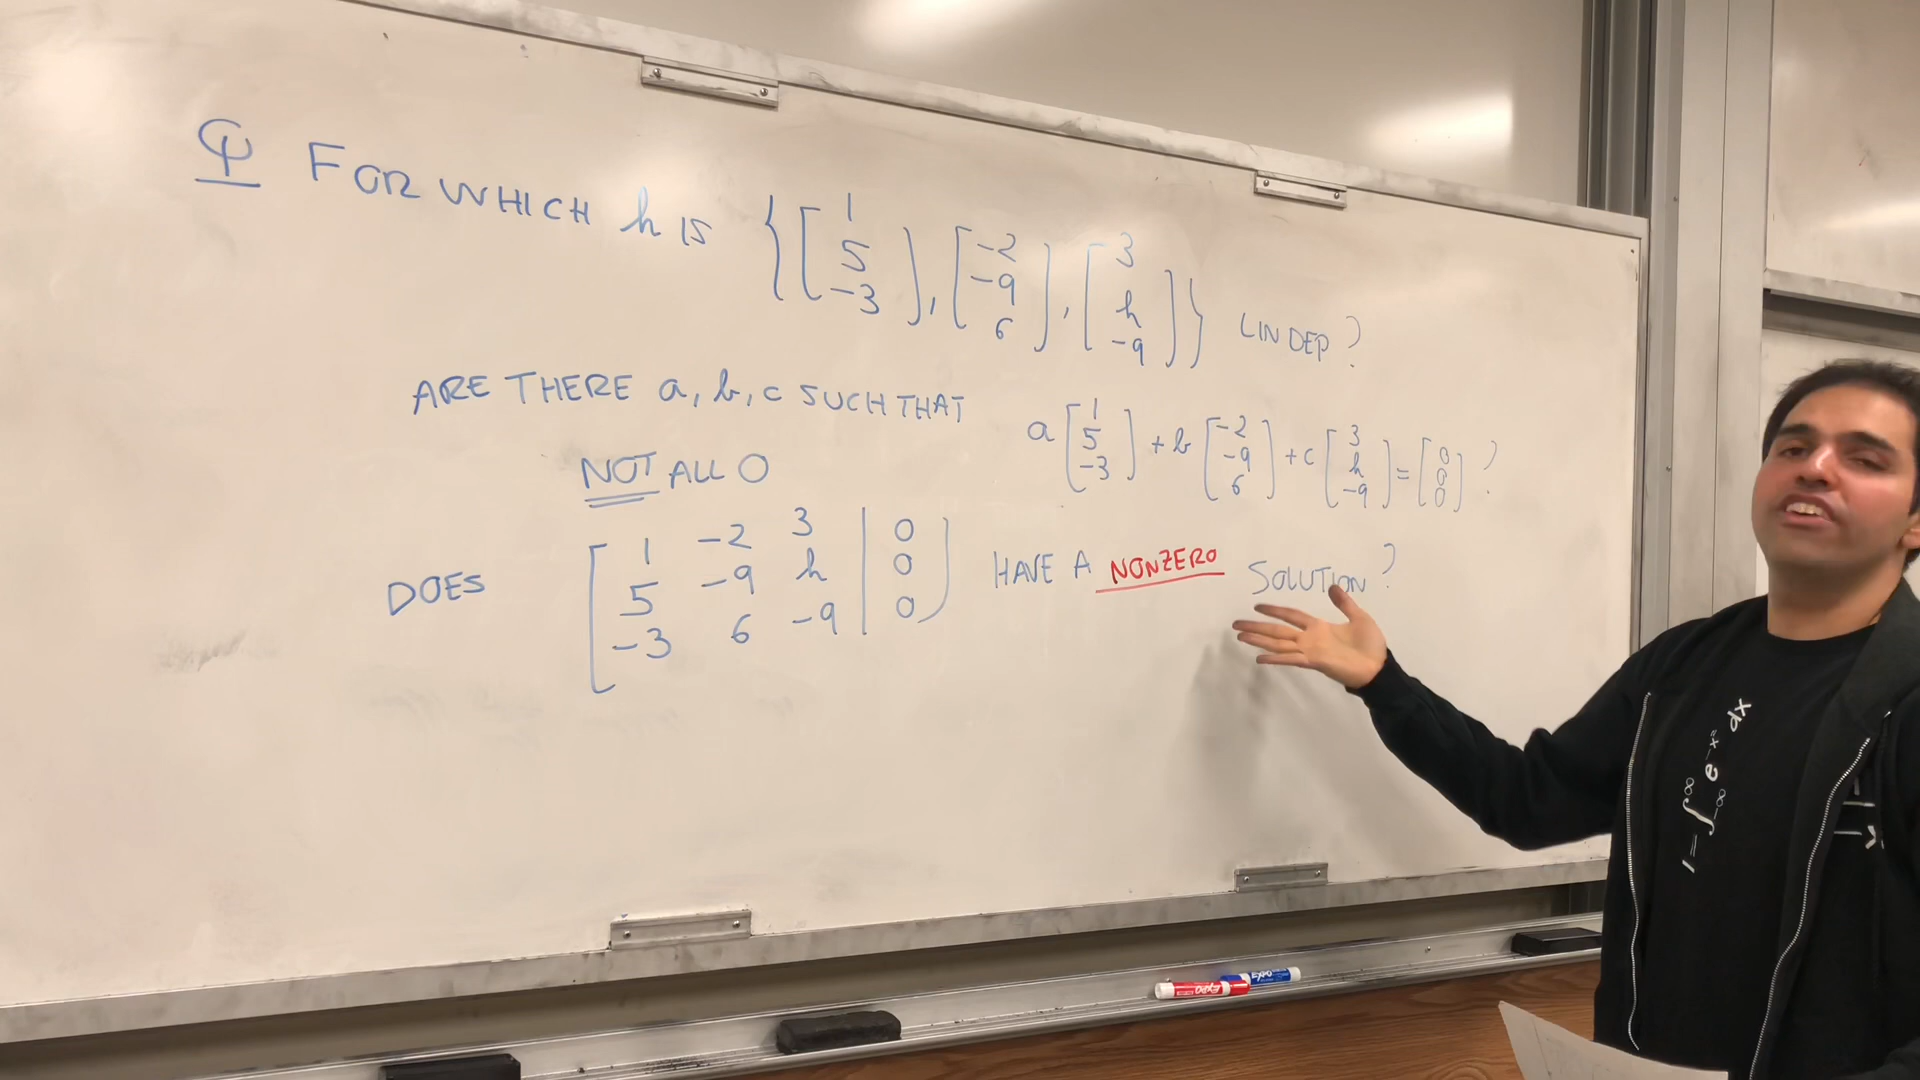 Q FOR WHICH h IS { [1 5 -3], [-2 -9 6], [3 h -9] } LIN DEP?
ARE THERE a, b, c SUCH THAT a [1 5 -3] + b [-2 -9 6] + c [3 h -9] = [0 0 0] ?
NOT ALL 0
DOES [1 -2 3 | 0
5 -9 h | 0
-3 6 -9 | 0] HAVE A NONZERO SOLUTION?
1 = ∫_{-∞}^{∞} e^{-x²} dx
EXPO
EXPO